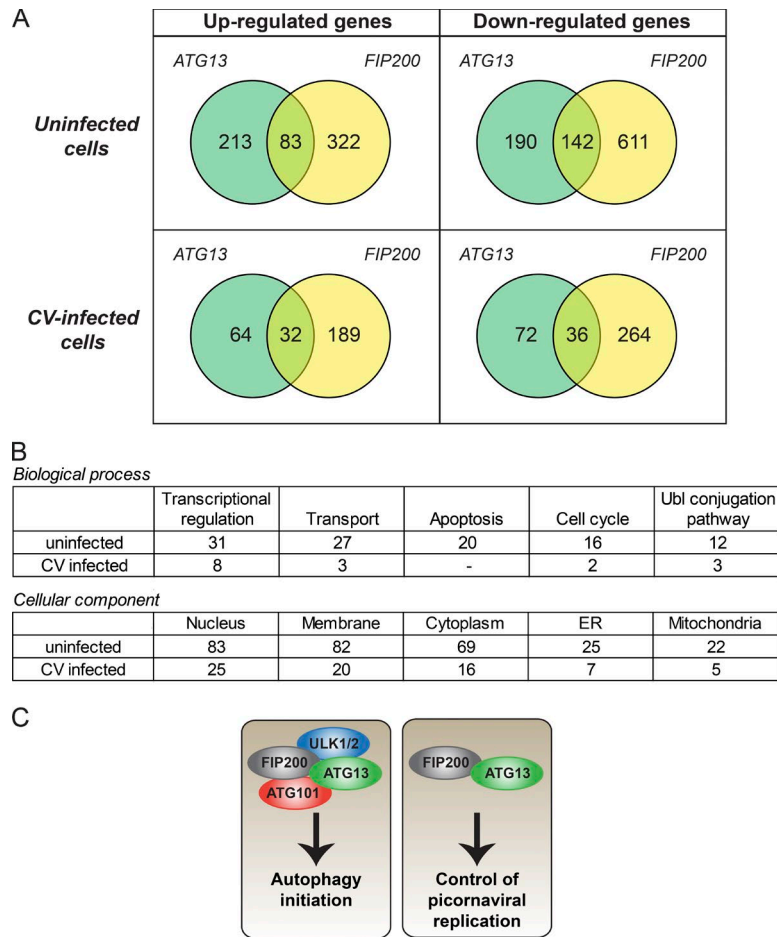 A
Up-regulated genes Down-regulated genes
ATG13 FIP200 ATG13 FIP200
Uninfected cells
213 83 322 190 142 611
ATG13 FIP200 ATG13 FIP200
CV-infected cells
64 32 189 72 36 264
B
Biological process
Transcriptional regulation Transport Apoptosis Cell cycle Ubl conjugation pathway
uninfected 31 27 20 16 12
CV infected 8 3 - 2 3
Cellular component
Nucleus Membrane Cytoplasm ER Mitochondria
uninfected 83 82 69 25 22
CV infected 25 20 16 7 5
C
ULK1/2
FIP200
ATG13
ATG101
Autophagy
initiation
FIP200
ATG13
Control of
picornaviral
replication